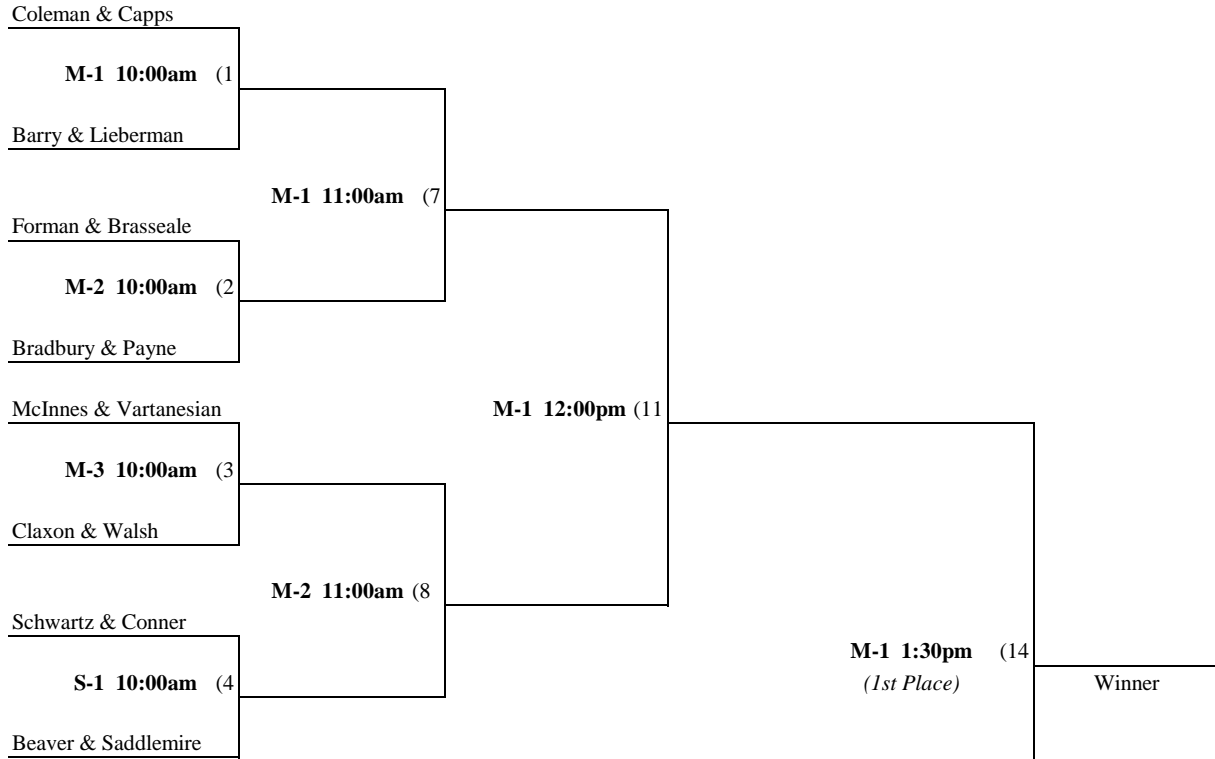 Coleman & Capps
M-1 10:00am (1
Barry & Lieberman
M-1 11:00am (7
Forman & Brasseale
M-2 10:00am (2
Bradbury & Payne
McInnes & Vartanesian
M-1 12:00pm (11
M-3 10:00am (3
Claxon & Walsh
M-2 11:00am (8
Schwartz & Conner
M-1 1:30pm (14
S-1 10:00am (4
(1st Place)
Winner
Beaver & Saddlemire